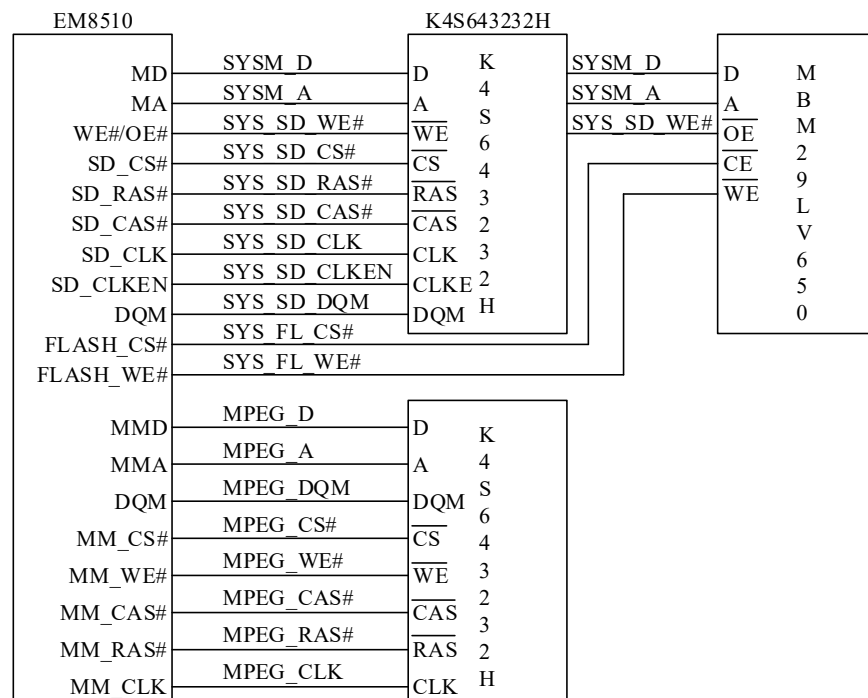 EM8510 K4S643232H
MD SYSM_D D K SYSM_D D M
MA SYSM_A A 4 SYSM_A A B
WE#/OE# SYS_SD_WE# WE S SYS_SD_WE# OE M
SD_CS# SYS_SD_CS# CS 6 CE 2
SD_RAS# SYS_SD_RAS# RAS 4 WE 9
SD_CAS# SYS_SD_CAS# CAS 3 L
SD_CLK SYS_SD_CLK CLK 2 V
SD_CLKEN SYS_SD_CLKEN CLKE 3 6
DQM SYS_SD_DQM DQM 2 5
FLASH_CS# SYS_FL_CS# H 0
FLASH_WE# SYS_FL_WE#
MMD MPEG_D D K
MMA MPEG_A A 4
DQM MPEG_DQM DQM S
MM_CS# MPEG_CS# CS 6
MM_WE# MPEG_WE# WE 4
MM_CAS# MPEG_CAS# CAS 3
MM_RAS# MPEG_RAS# RAS 2
MM_CLK MPEG_CLK CLK 3
2
H